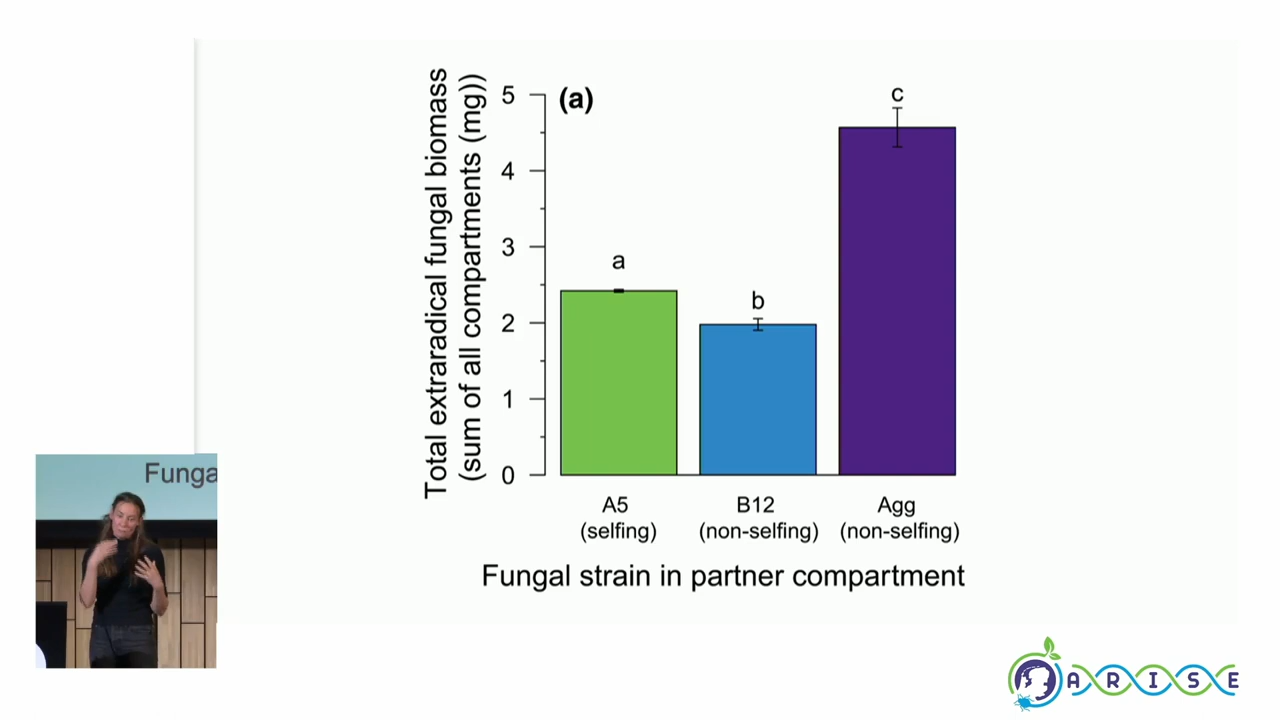 Total extraradical fungal biomass
(sum of all compartments (mg))
5
4
3
2
1
0
(a)
a
b
c
A5
(selfing)
B12
(non-selfing)
Agg
(non-selfing)
Fungal strain in partner compartment
Funga
ARISE